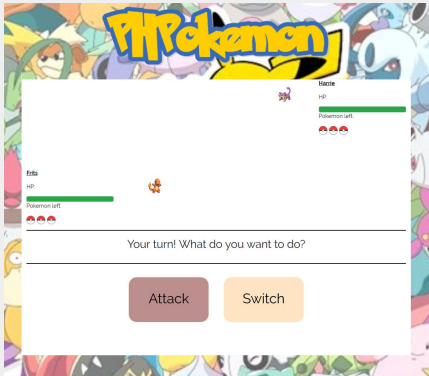 PHPokemon
Harrie
HP:
Pokemon left:
Frits
HP:
Pokemon left:
Your turn! What do you want to do?
Attack
Switch